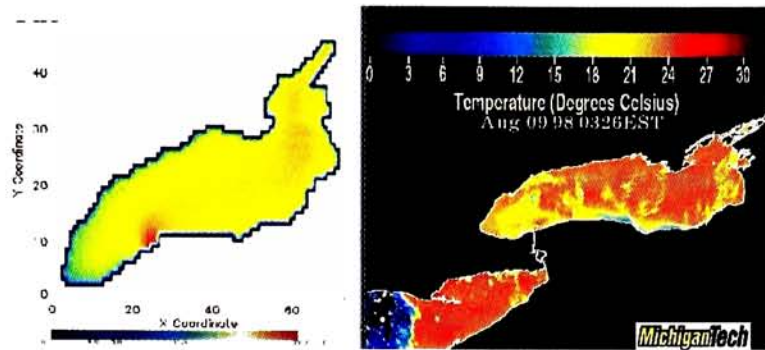 40
30
20
10
0
Y Coordinate
0 20 40 60
X Coordinate
0 3 6 9 12 15 18 21 24 27 30
Temperature (Degrees Celsius)
Aug 09 98 0326EST
MichiganTech